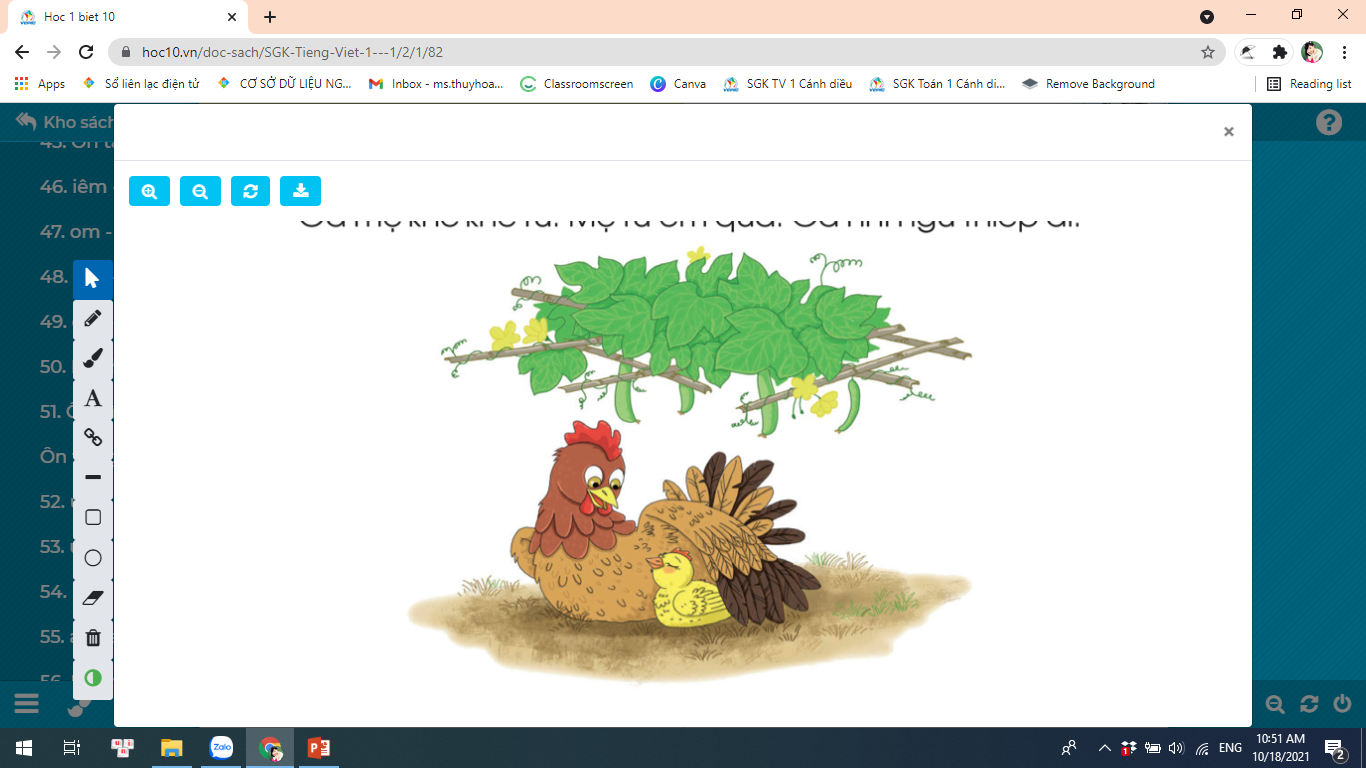 Hoc 1 biet 10
hoc10.vn/doc-sach/SGK-Tieng-Viet-1---1/2/1/82
Apps Sổ liên lạc điện tử CƠ SỞ DỮ LIỆU NG... Inbox - ms.thuyhoa... Classroomscreen Canva SGK TV 1 Cánh diều SGK Toán 1 Cánh di... Remove Background Reading list
Kho sách
46. iêm
47. om -
48.
49.
50.
51.
Ôn
52.
53.
54.
55.
56.
A
Zalo
ENG
10:51 AM
10/18/2021
2